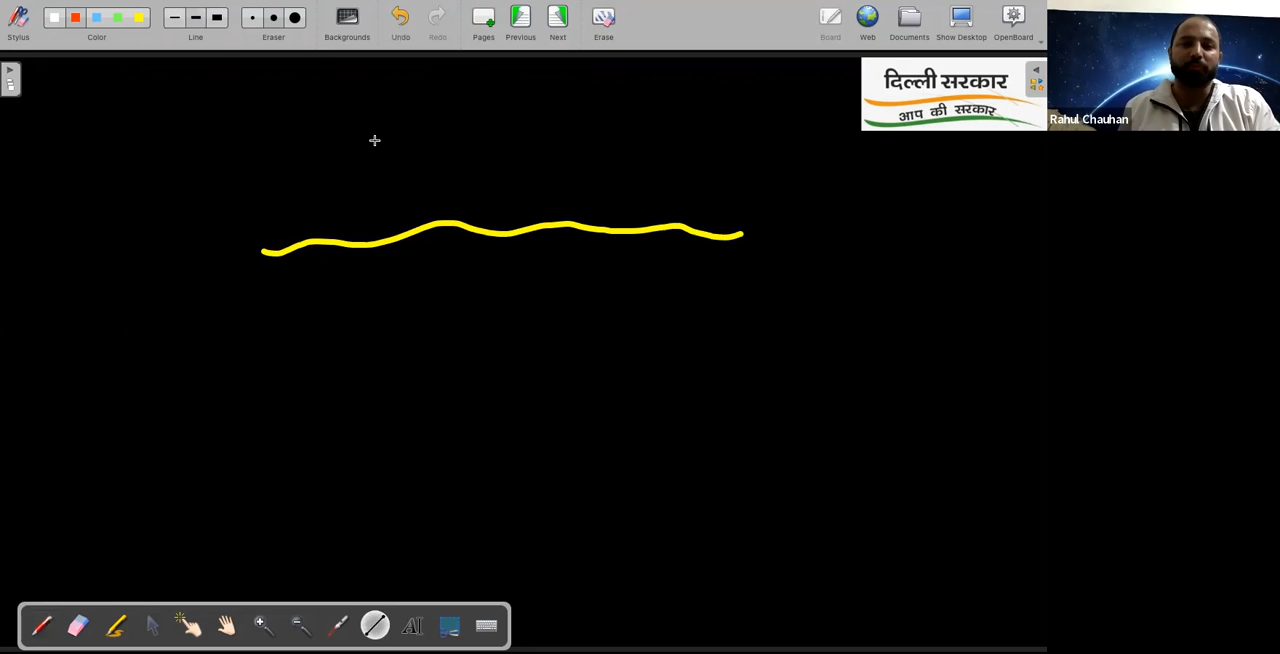 Stylus Color Line Eraser Backgrounds Undo Redo Pages Previous Next Erase Board Web Documents Show Desktop OpenBoard
दिल्ली सरकार
आप की सरकार
Rahul Chauhan
AI